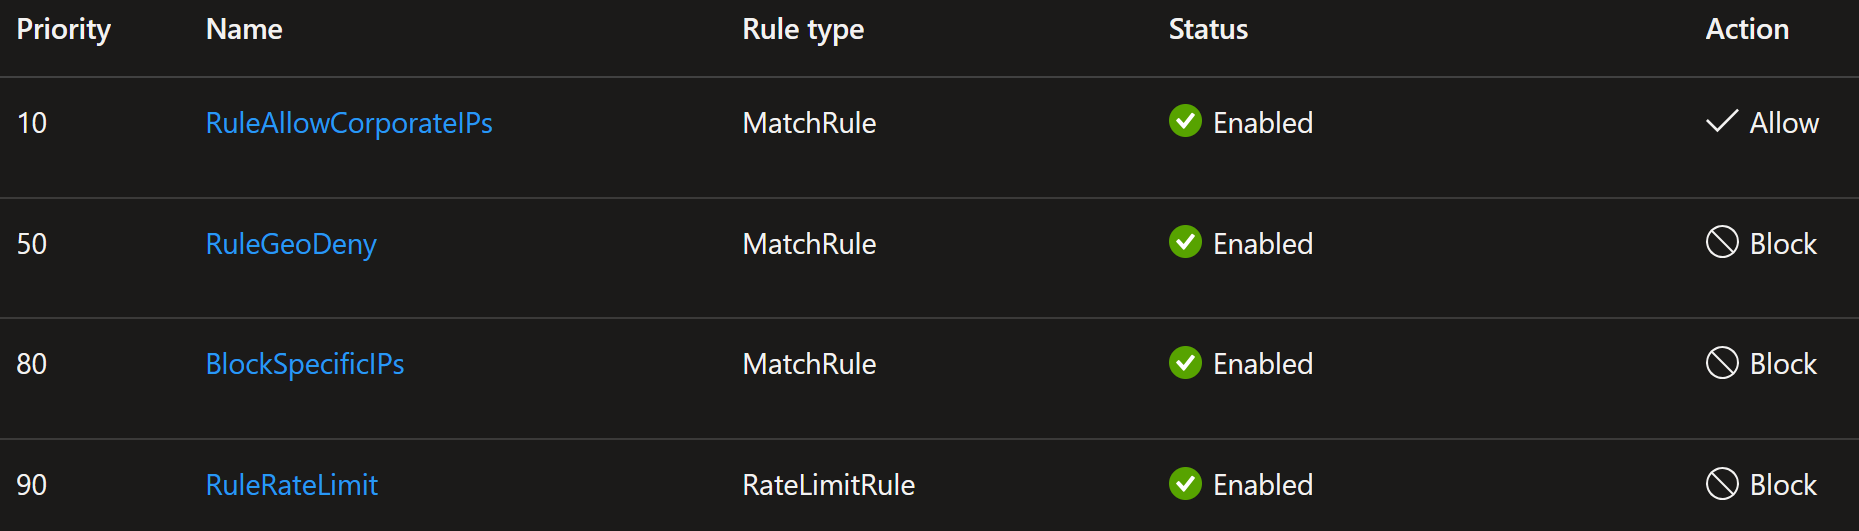 Priority Name Rule type Status Action
10 RuleAllowCorporateIPs MatchRule Enabled Allow
50 RuleGeoDeny MatchRule Enabled Block
80 BlockSpecificIPs MatchRule Enabled Block
90 RuleRateLimit RateLimitRule Enabled Block